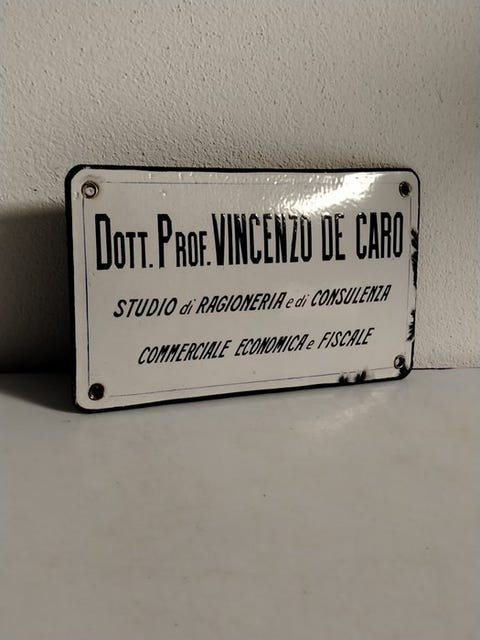 DOTT. PROF. VINCENZO DE CARO
STUDIO di RAGIONERIA e di CONSULENZA
COMMERCIALE ECONOMICA e FISCALE